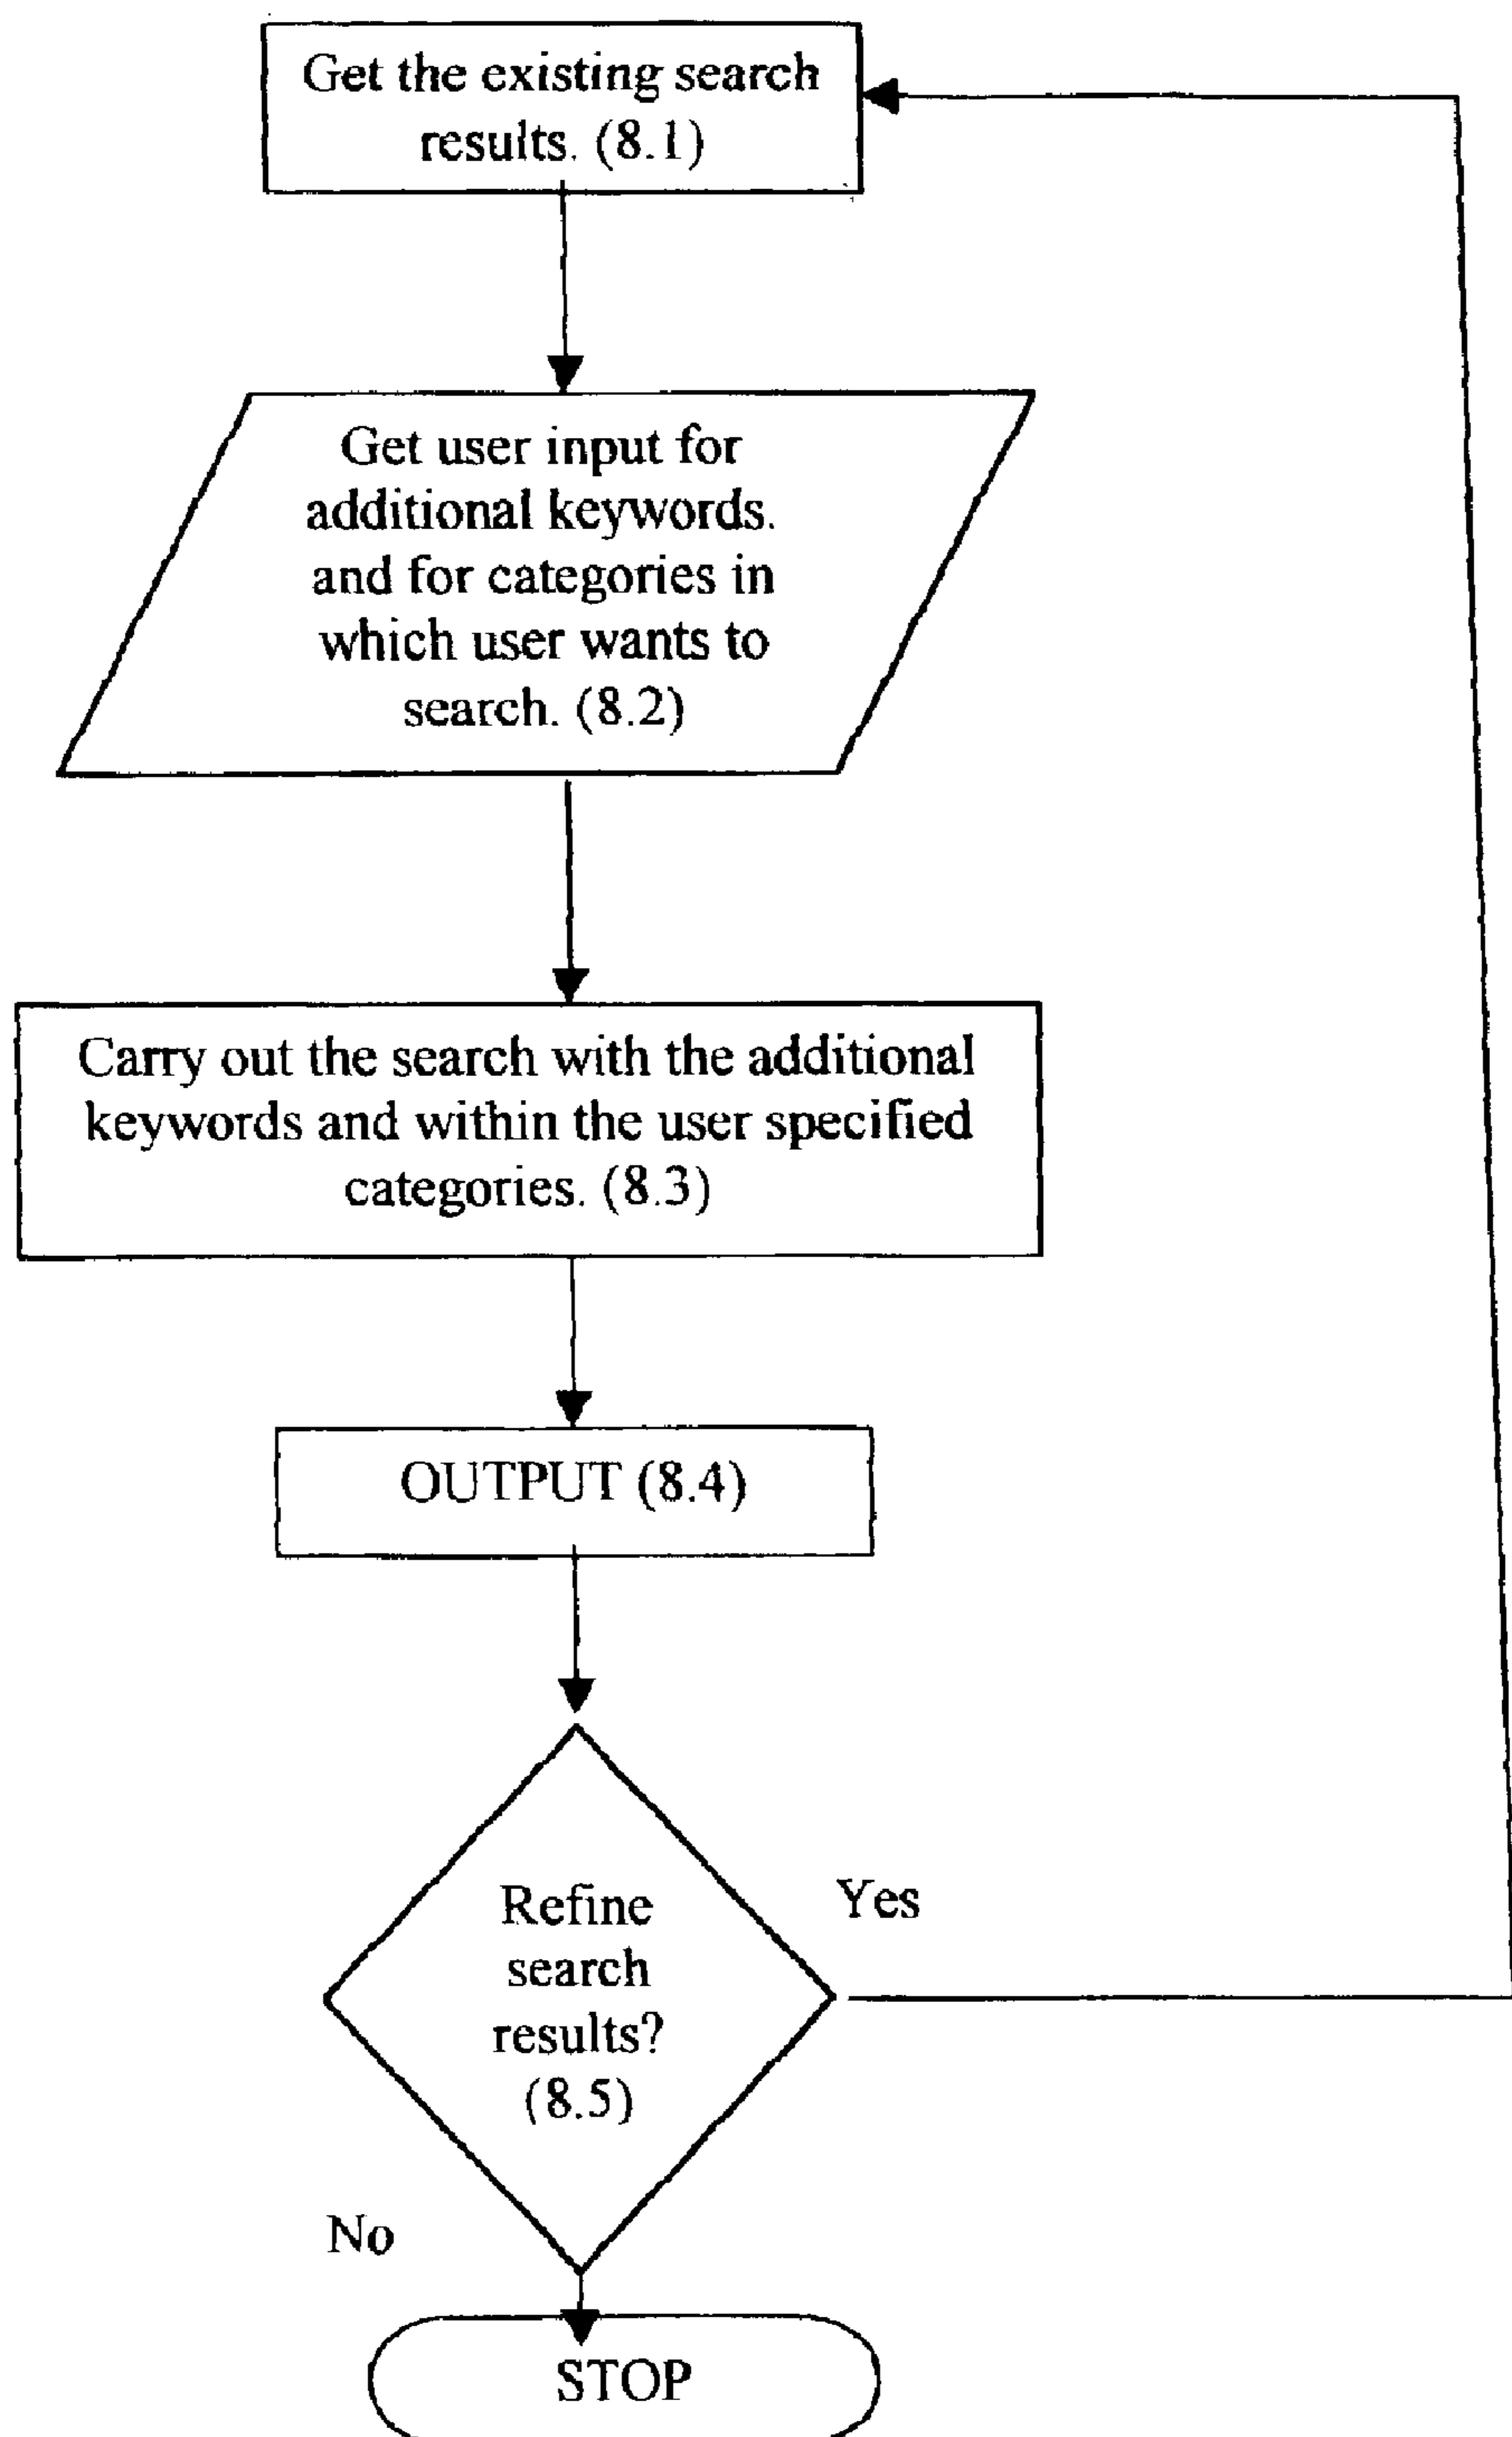 Get the existing search
results. (8.1)
Get user input for
additional keywords.
and for categories in
which user wants to
search. (8.2)
Carry out the search with the additional
keywords and within the user specified
categories. (8.3)
OUTPUT (8.4)
Refine
search
results?
(8.5)
Yes
No
STOP